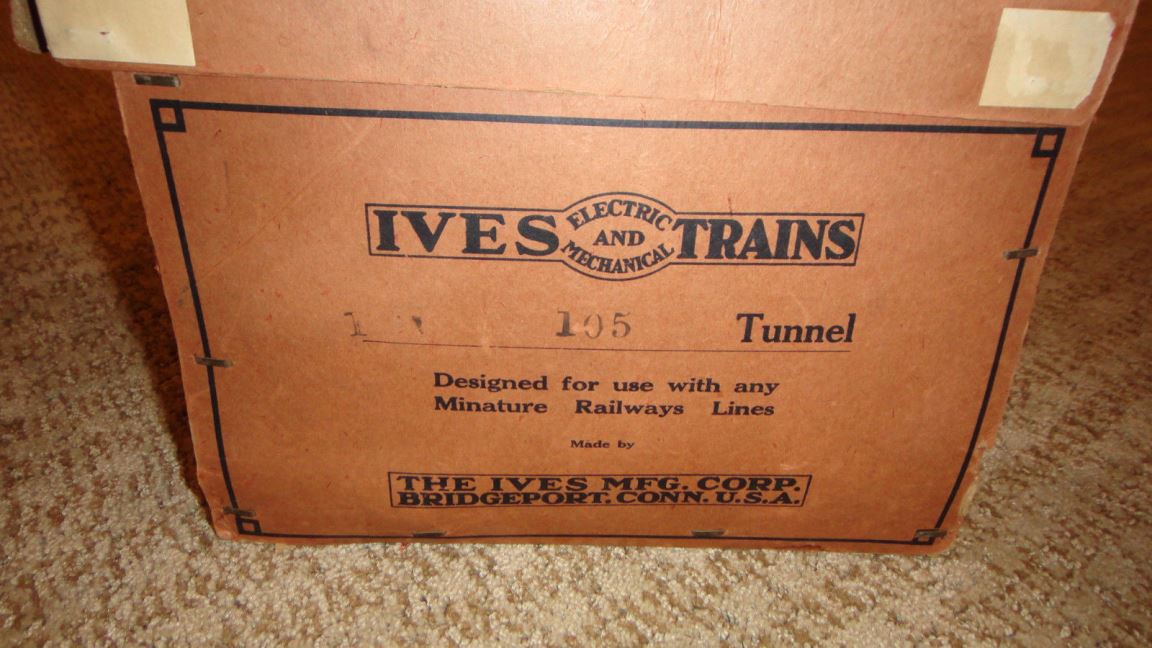 IVES ELECTRIC AND MECHANICAL TRAINS
1 105 Tunnel
Designed for use with any
Minature Railways Lines
Made by
THE IVES MFG. CORP.
BRIDGEPORT. CONN. U.S.A.